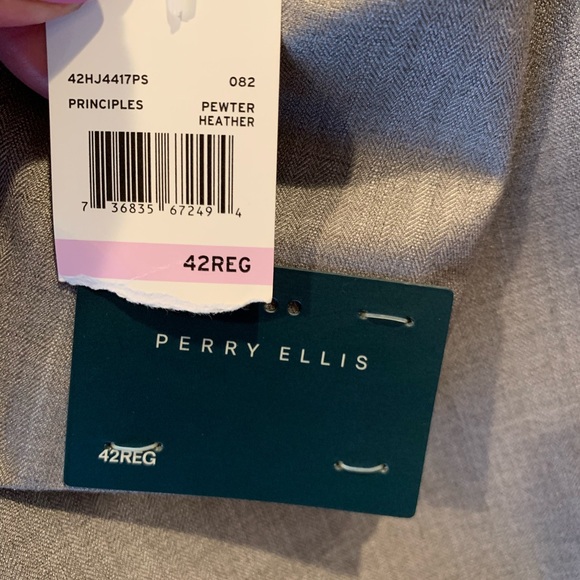 42HJ4417PS 082
PRINCIPLES PEWTER
HEATHER
7 36835 67249 4
42REG
PERRY ELLIS
42REG